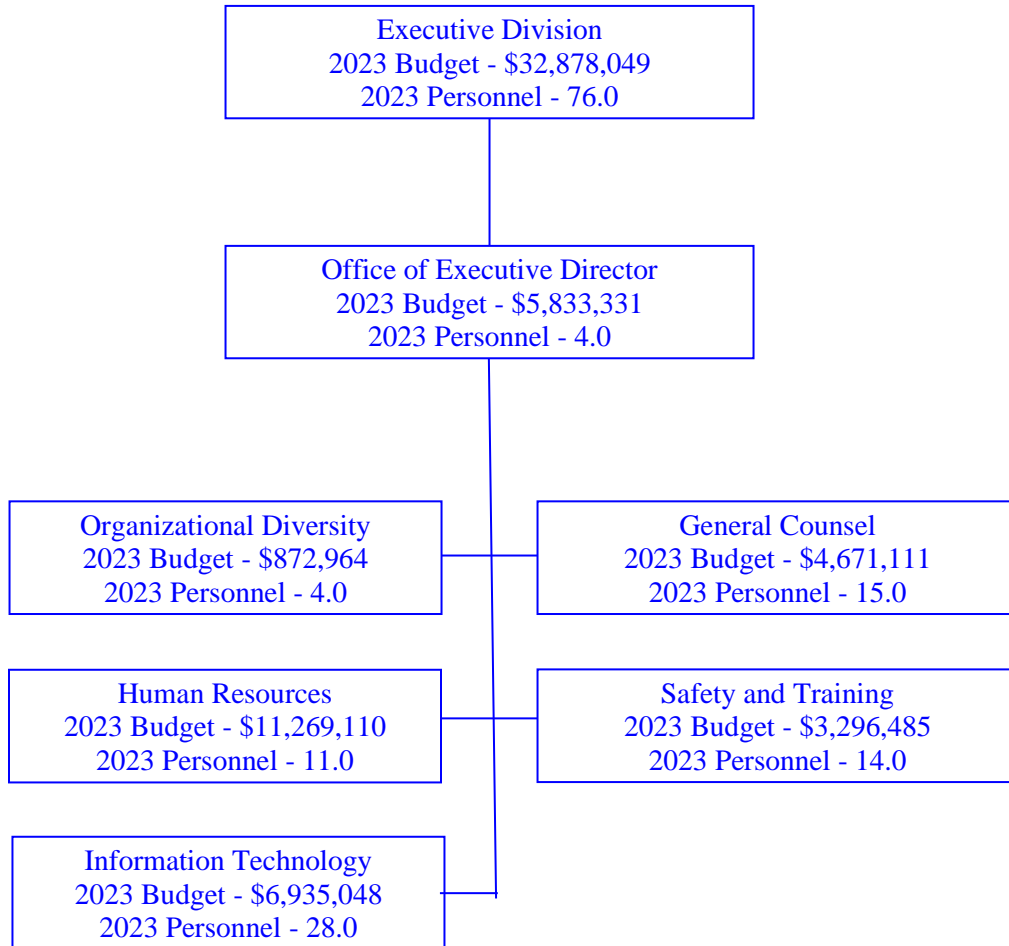 Executive Division
2023 Budget - $32,878,049
2023 Personnel - 76.0
Office of Executive Director
2023 Budget - $5,833,331
2023 Personnel - 4.0
Organizational Diversity
2023 Budget - $872,964
2023 Personnel - 4.0
General Counsel
2023 Budget - $4,671,111
2023 Personnel - 15.0
Human Resources
2023 Budget - $11,269,110
2023 Personnel - 11.0
Safety and Training
2023 Budget - $3,296,485
2023 Personnel - 14.0
Information Technology
2023 Budget - $6,935,048
2023 Personnel - 28.0